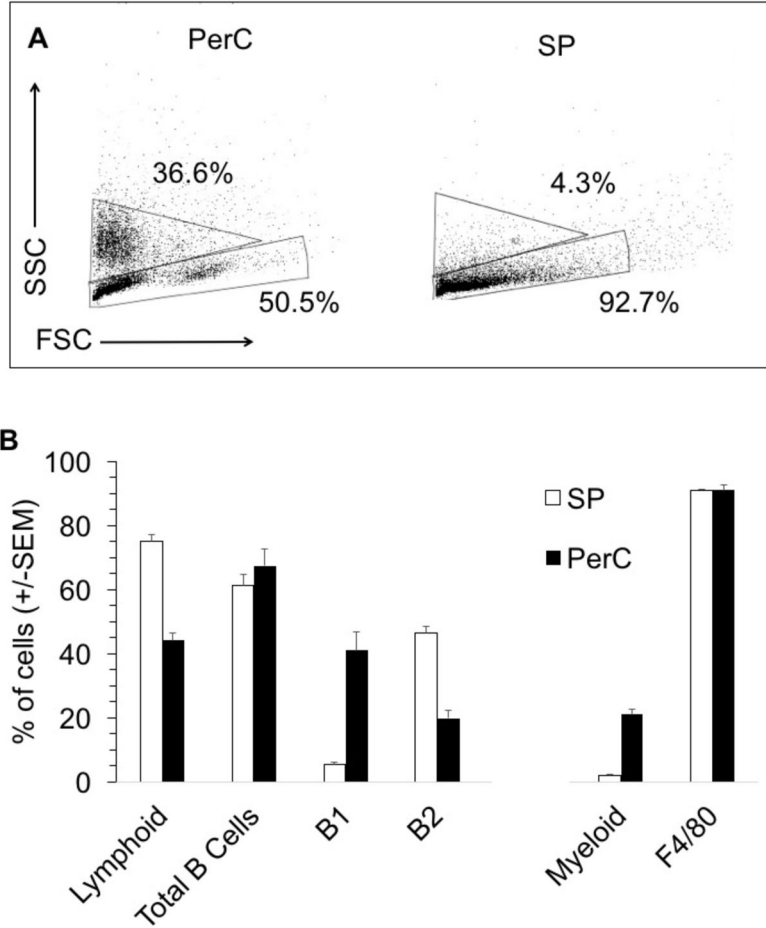 A
PerC
SP
36.6%
4.3%
SSC
50.5%
92.7%
FSC
B
100
80
60
40
20
0
% of cells (+/-SEM)
SP
PerC
Lymphoid
Total B Cells
B1
B2
Myeloid
F4/80